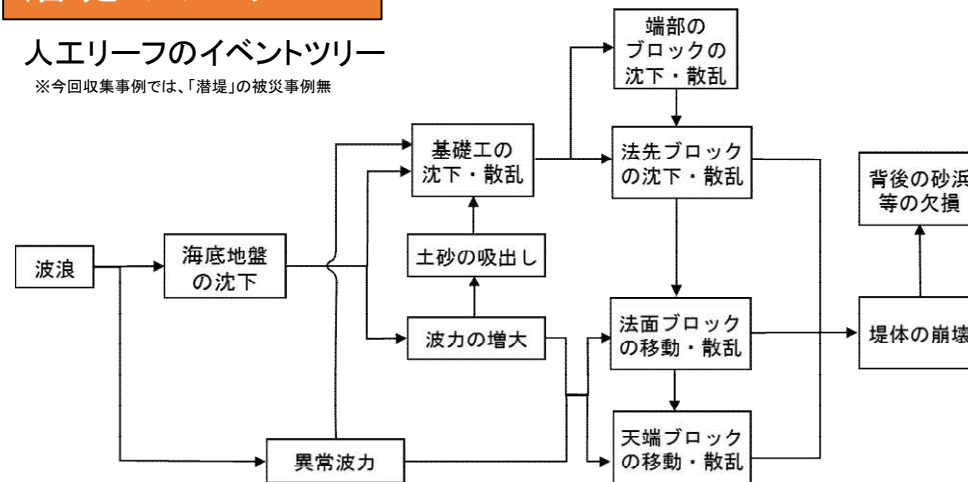 人工リーフのイベントツリー
※今回収集事例では、「潜堤」の被災事例無
端部の
ブロックの
沈下・散乱
基礎工の
沈下・散乱
法先ブロック
の沈下・散乱
背後の砂浜
等の欠損
波浪
海底地盤
の沈下
土砂の吸出し
波力の増大
法面ブロック
の移動・散乱
堤体の崩壊
異常波力
天端ブロック
の移動・散乱